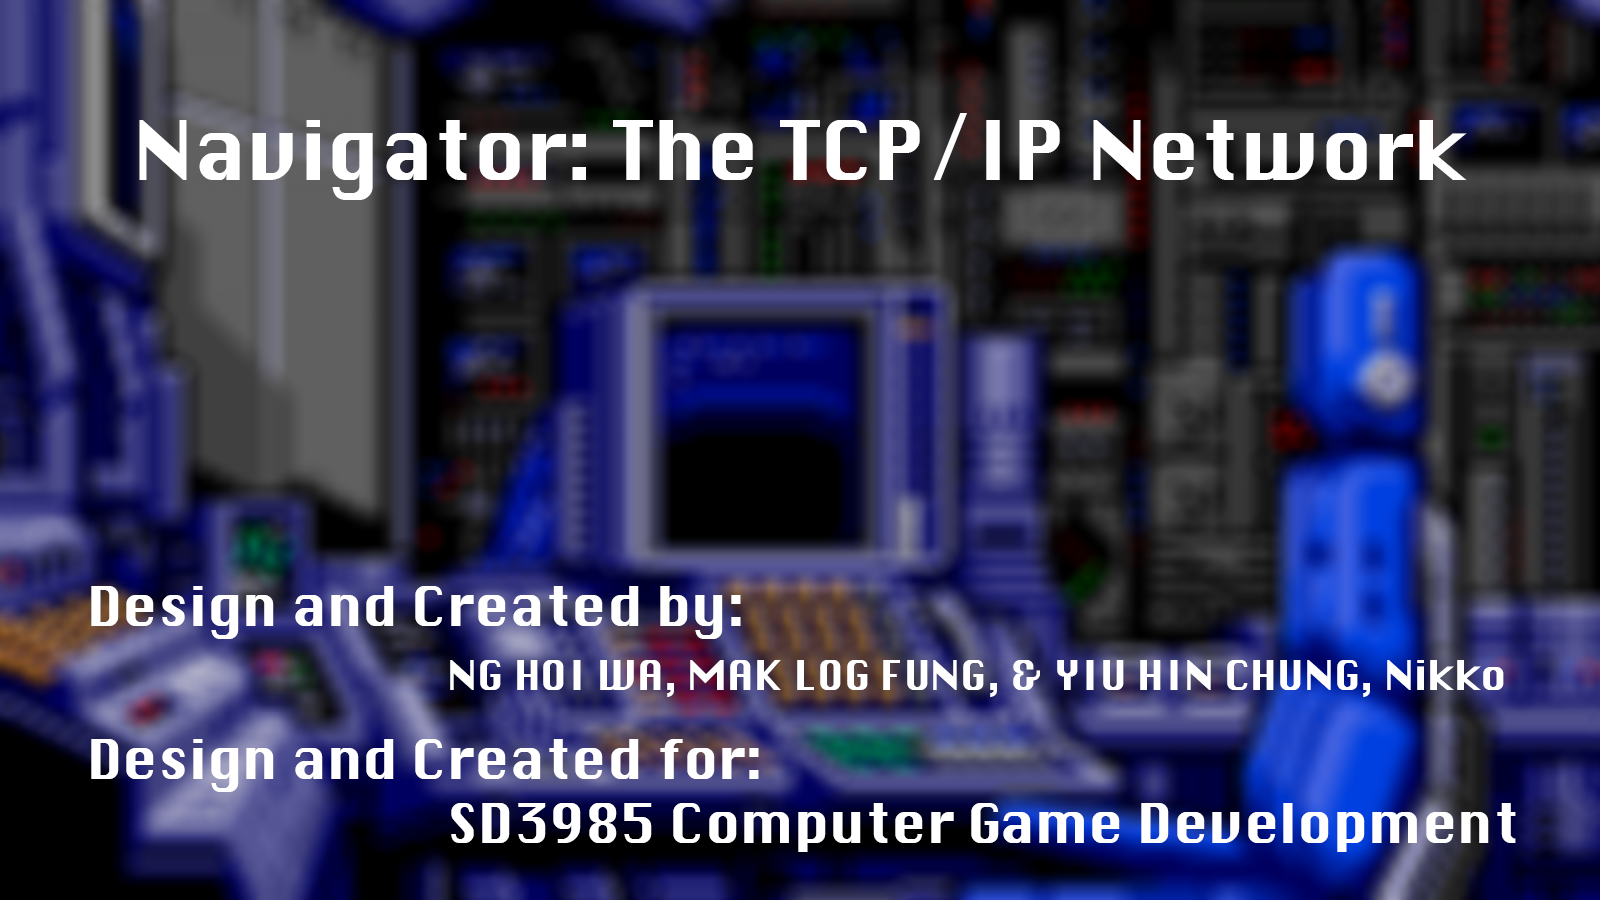 Navigator: The TCP/IP Network
Design and Created by:
NG HOI WA, MAK LOG FUNG, & YIU HIN CHUNG, Nikko
Design and Created for:
SD3985 Computer Game Development